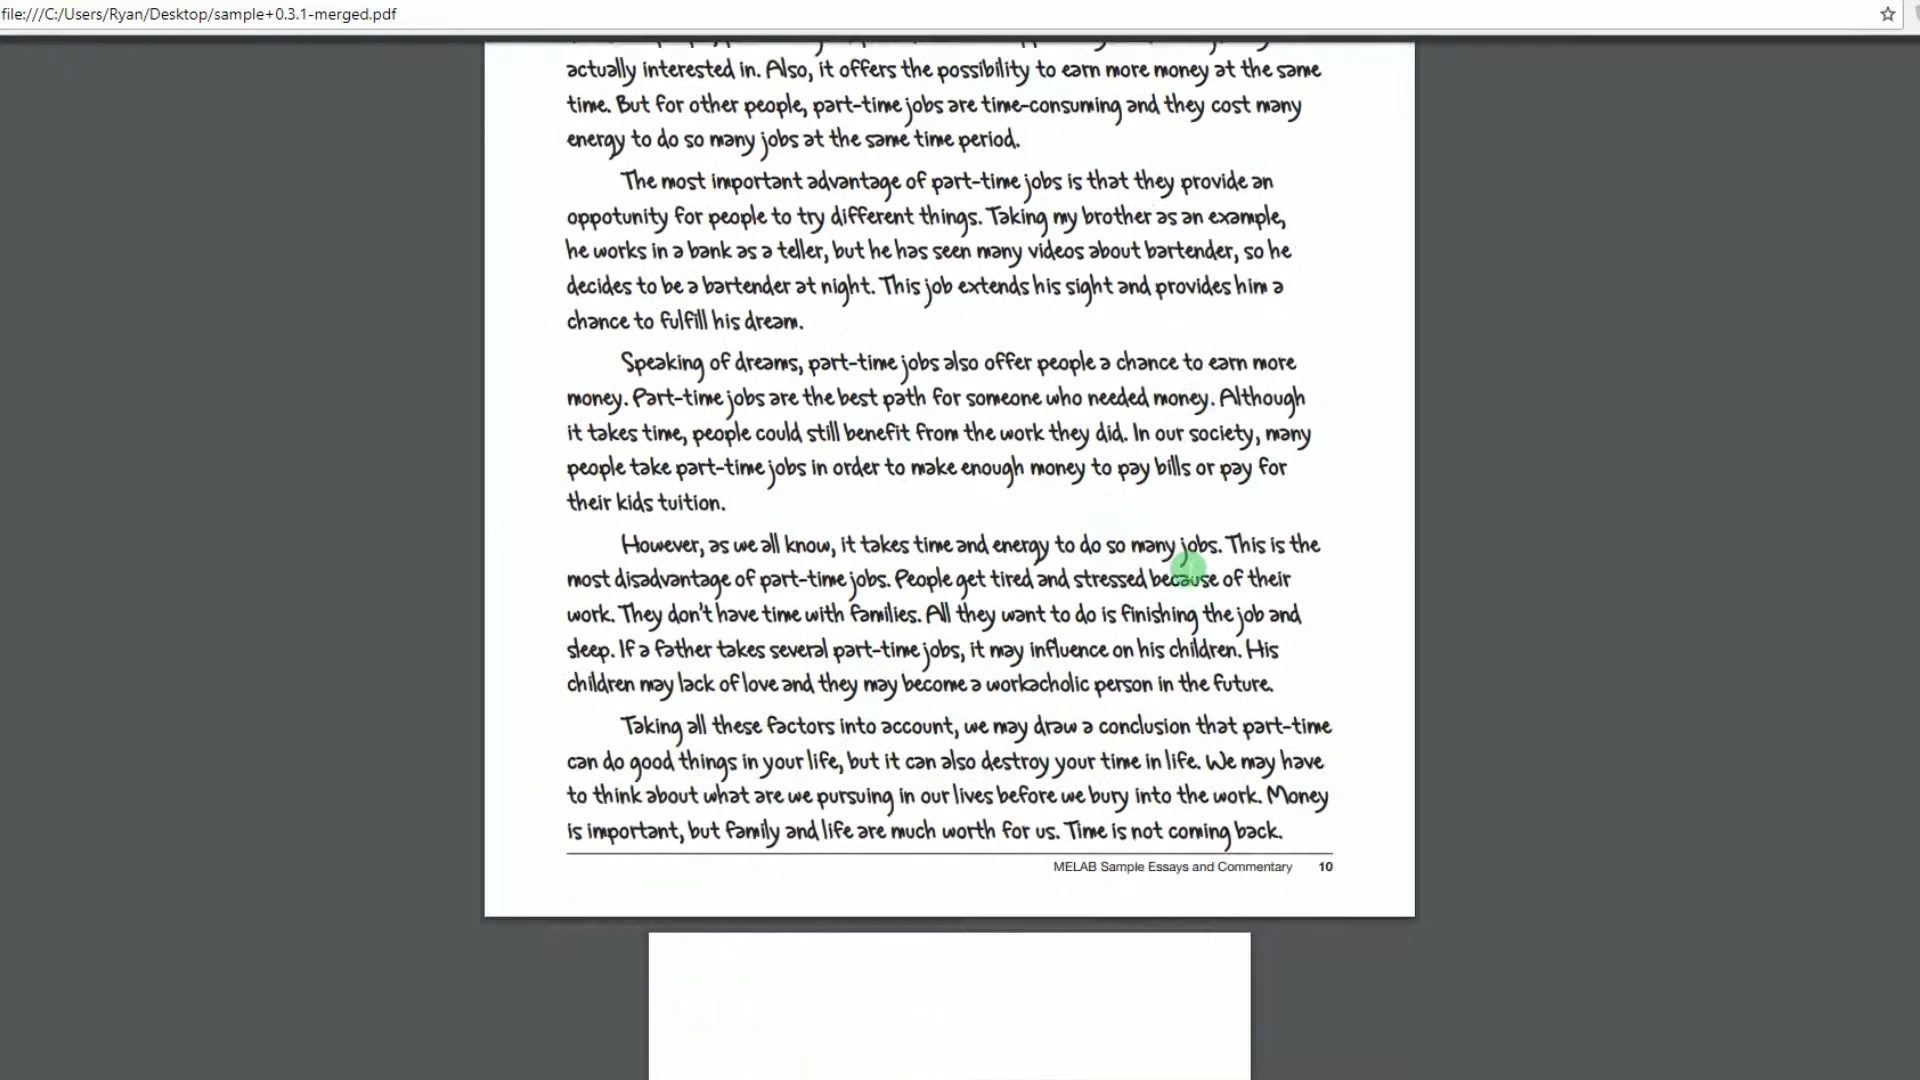 file:///C:/Users/Ryan/Desktop/sample+0.3.1-merged.pdf
actually interested in. Also, it offers the possibility to earn more money at the same
time. But for other people, part-time jobs are time-consuming and they cost many
energy to do so many jobs at the same time period.
The most important advantage of part-time jobs is that they provide an
oppotunity for people to try different things. Taking my brother as an example,
he works in a bank as a teller, but he has seen many videos about bartender, so he
decides to be a bartender at night. This job extends his sight and provides him a
chance to fulfill his dream.
Speaking of dreams, part-time jobs also offer people a chance to earn more
money. Part-time jobs are the best path for someone who needed money. Although
it takes time, people could still benefit from the work they did. In our society, many
people take part-time jobs in order to make enough money to pay bills or pay for
their kids tuition.
However, as we all know, it takes time and energy to do so many jobs. This is the
most disadvantage of part-time jobs. People get tired and stressed because of their
work. They don't have time with families. All they want to do is finishing the job and
sleep. If a father takes several part-time jobs, it may influence on his children. His
children may lack of love and they may become a workacholic person in the future.
Taking all these factors into account, we may draw a conclusion that part-time
can do good things in your life, but it can also destroy your time in life. We may have
to think about what are we pursuing in our lives before we bury into the work. Money
is important, but family and life are much worth for us. Time is not coming back.
MELAB Sample Essays and Commentary 10